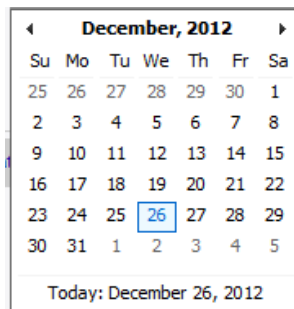 December, 2012
Su Mo Tu We Th Fr Sa
25 26 27 28 29 30 1
2 3 4 5 6 7 8
9 10 11 12 13 14 15
16 17 18 19 20 21 22
23 24 25 26 27 28 29
30 31 1 2 3 4 5
Today: December 26, 2012